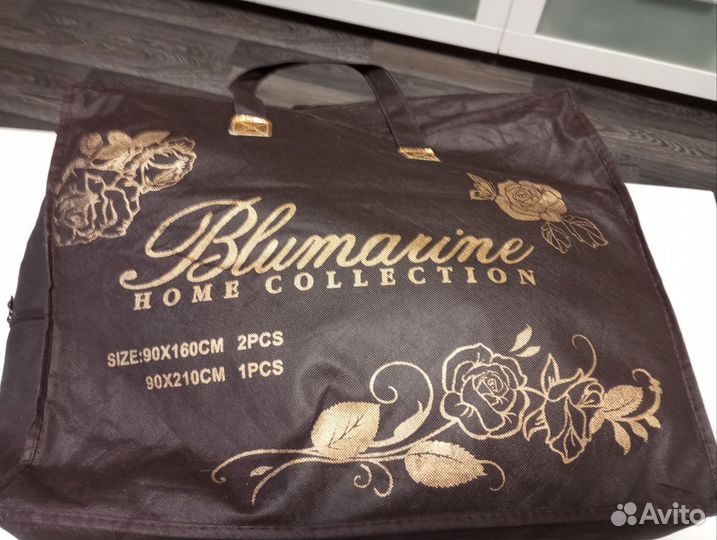 Blumarine
HOME COLLECTION
SIZE:90X160CM 2PCS
90X210CM 1PCS
Avito